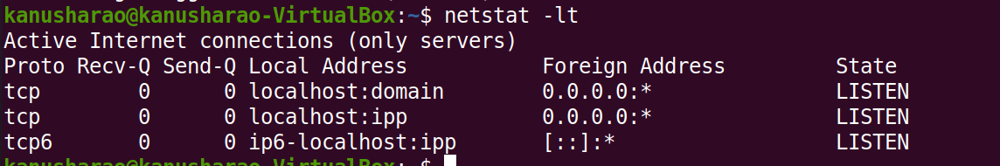 kanusharao@kanusharao-VirtualBox:~$ netstat -lt
Active Internet connections (only servers)
Proto Recv-Q Send-Q Local Address           Foreign Address         State
tcp        0      0 localhost:domain        0.0.0.0:*               LISTEN
tcp        0      0 localhost:ipp           0.0.0.0:*               LISTEN
tcp6       0      0 ip6-localhost:ipp       [::]:*                  LISTEN
kanusharao@kanusharao-VirtualBox:~$